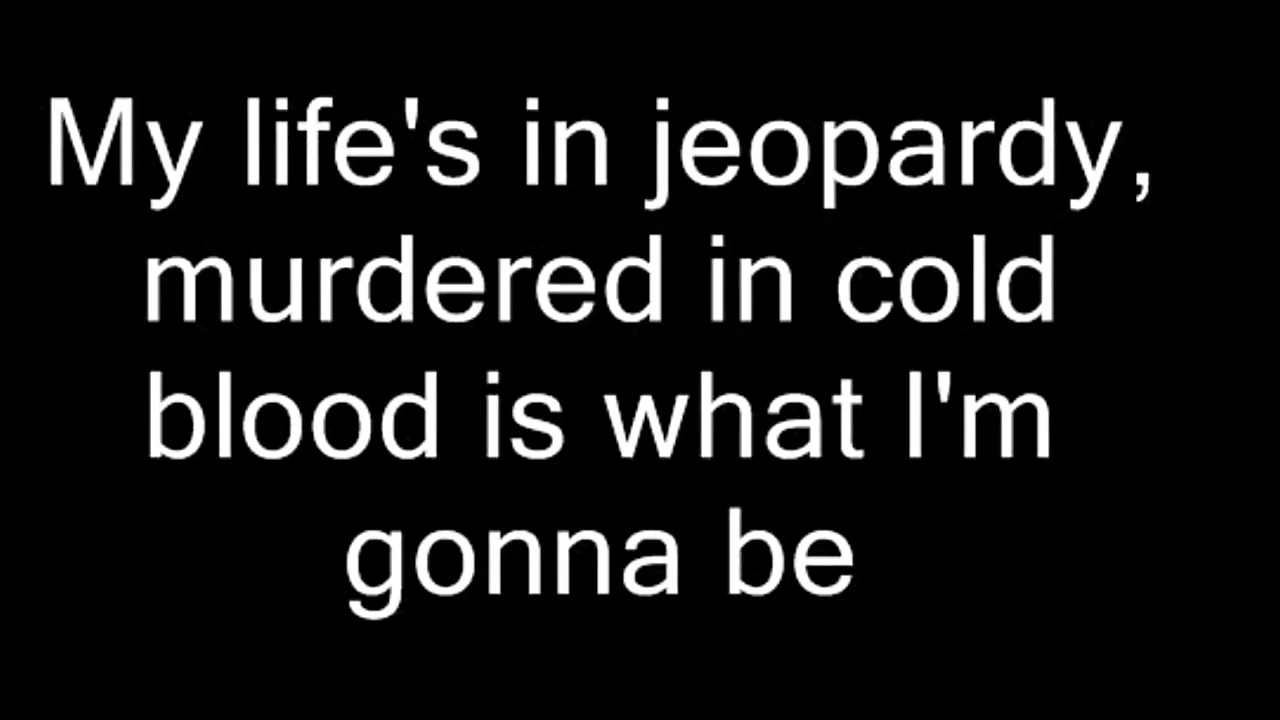 My life's in jeopardy,
murdered in cold
blood is what I'm
gonna be